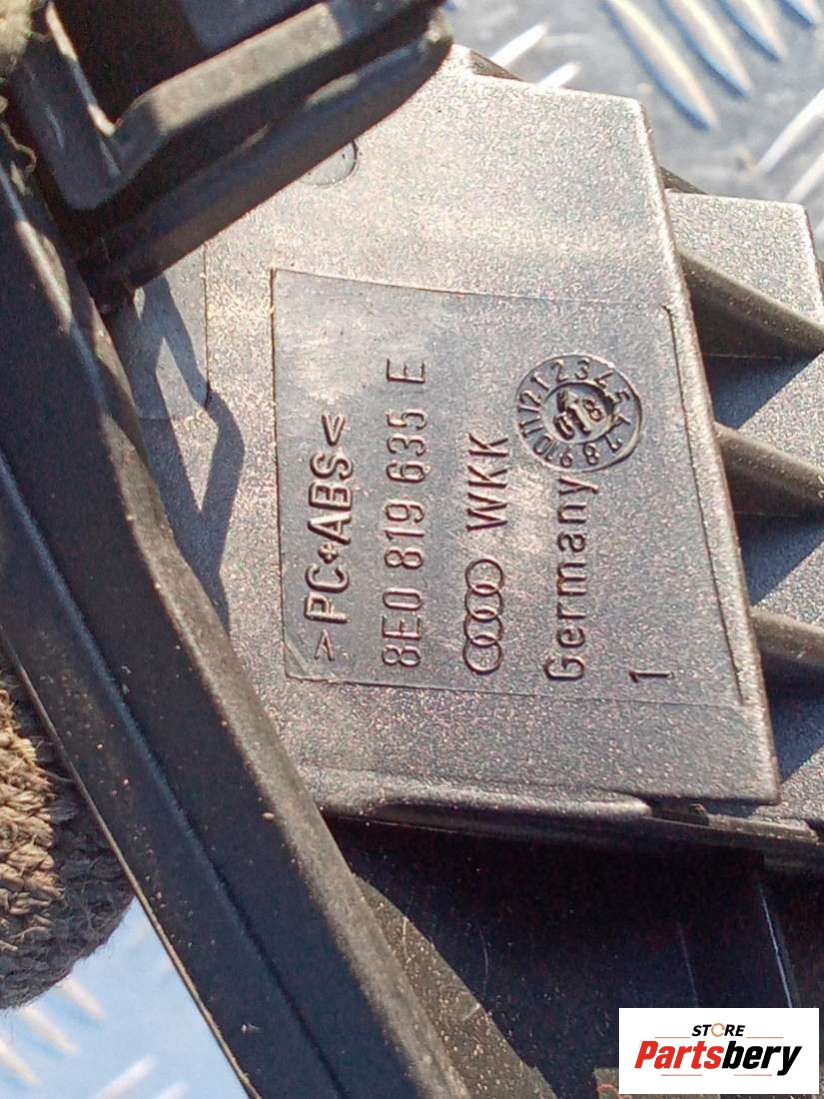 >PC+ABS<
8E0 819 635 E
WKK
Germany
1
STORE
Partsbery